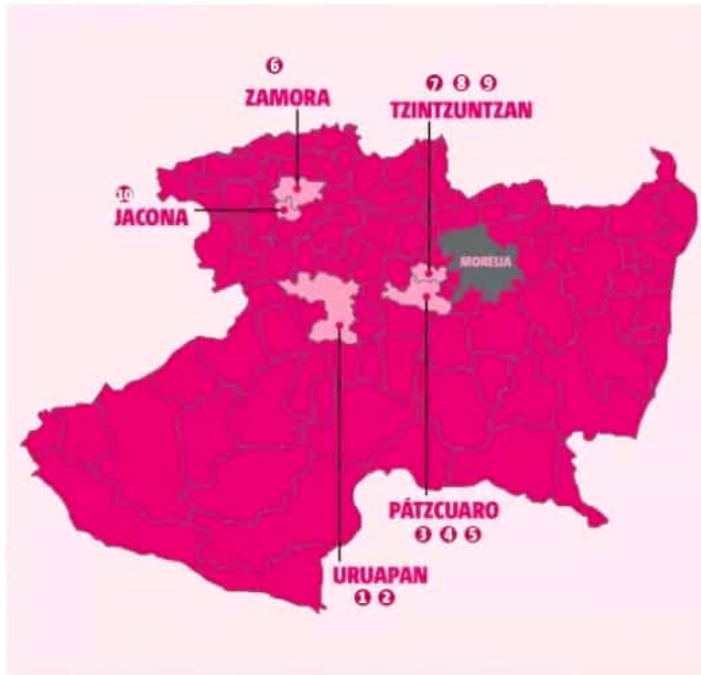 6
ZAMORA
7 8 9
TZINTZUNTZAN
10
JACONA
MORELIA
PÁTZCUARO
3 4 5
URUAPAN
1 2